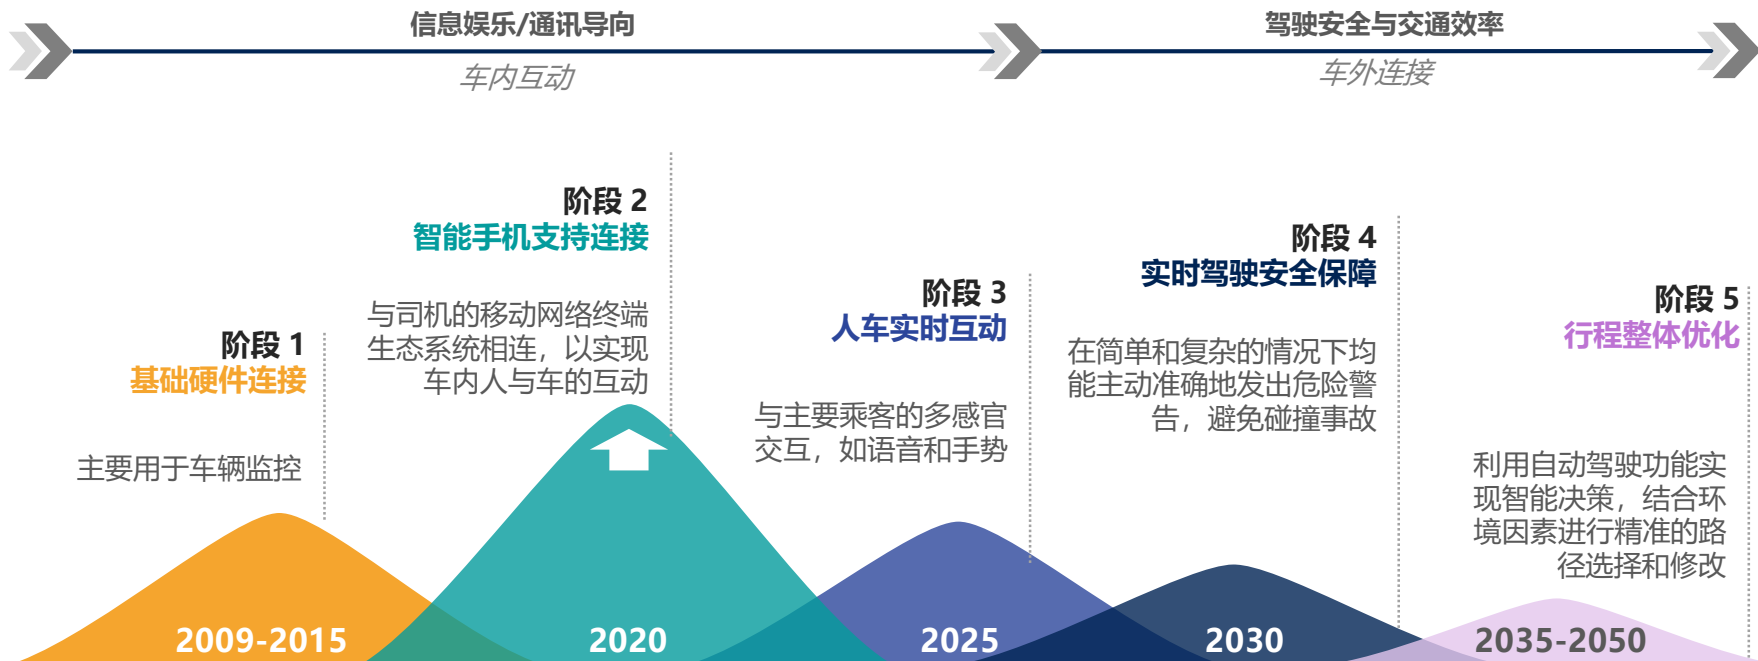 信息娱乐/通讯导向
驾驶安全与交通效率
车内互动
车外连接
阶段 1
基础硬件连接
主要用于车辆监控
阶段 2
智能手机支持连接
与司机的移动网络终端
生态系统相连，以实现
车内人与车的互动
阶段 3
人车实时互动
与主要乘客的多感官
交互，如语音和手势
阶段 4
实时驾驶安全保障
在简单和复杂的情况下均
能主动准确地发出危险警
告，避免碰撞事故
阶段 5
行程整体优化
利用自动驾驶功能实
现智能决策，结合环
境因素进行精准的路
径选择和修改
2009-2015
2020
2025
2030
2035-2050